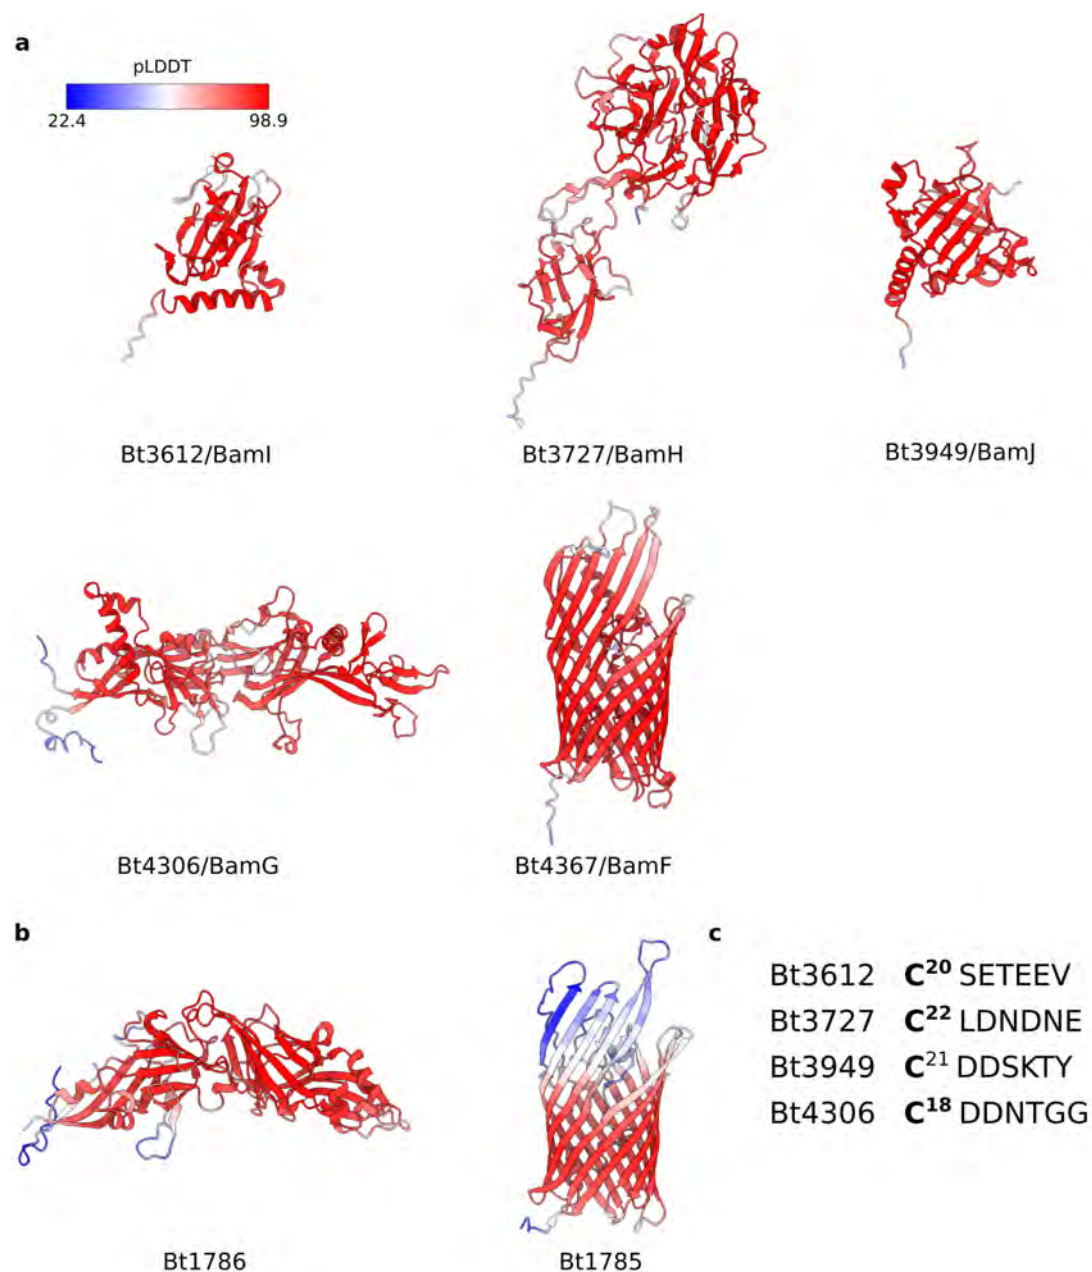 a
pLDDT
22.4 98.9
Bt3612/BamI
Bt3727/BamH
Bt3949/BamJ
Bt4306/BamG
Bt4367/BamF
b
c
Bt3612 C20 SETEEV
Bt3727 C22 LDNDNE
Bt3949 C21 DDSKTY
Bt4306 C18 DDNTGG
Bt1786
Bt1785